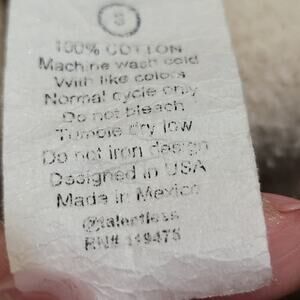 S
100% COTTON
Machine wash cold
With like colors
Normal cycle only
Do not bleach
Tumble dry low
Do not iron design
Designed in USA
Made in Mexico
@talentless
RN# 119475